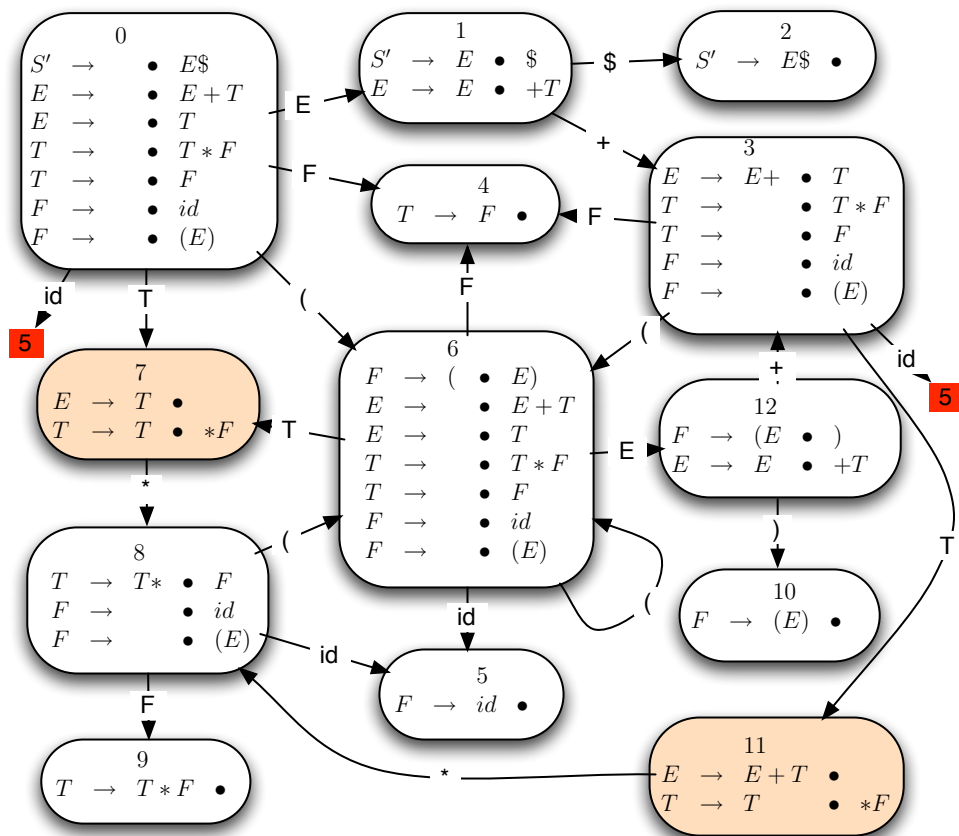 0
S′ → • E$
E → • E + T
E → • T
T → • T ∗ F
T → • F
F → • id
F → • (E)
E
1
S′ → E • $
E → E • +T
$
2
S′ → E$ •
+
F
4
T → F •
F
3
E → E+ • T
T → • T ∗ F
T → • F
F → • id
F → • (E)
id
5
T
(
F
(
id
5
+
7
E → T •
T → T • ∗F
T
6
F → ( • E)
E → • E + T
E → • T
T → • T ∗ F
T → • F
F → • id
F → • (E)
E
12
F → (E • )
E → E • +T
*
(
(
)
T
8
T → T∗ • F
F → • id
F → • (E)
id
id
5
F → id •
10
F → (E) •
F
9
T → T ∗ F •
*
11
E → E + T •
T → T • ∗F